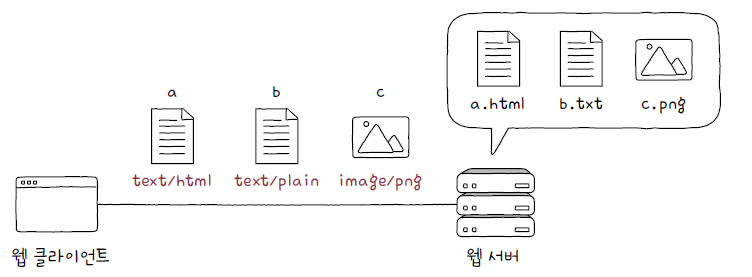 a.html b.txt c.png
a b c
text/html text/plain image/png
웹 클라이언트 웹 서버